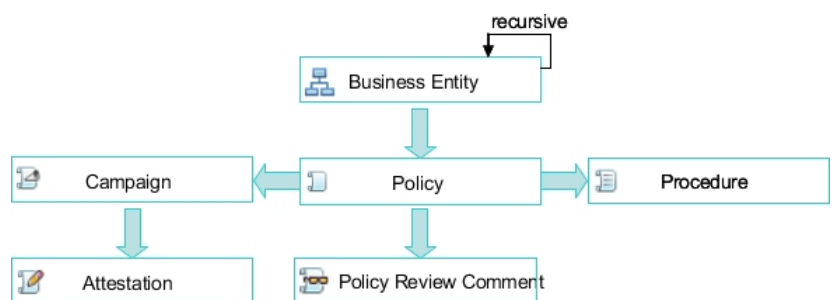 recursive
Business Entity
Campaign
Policy
Procedure
Attestation
Policy Review Comment